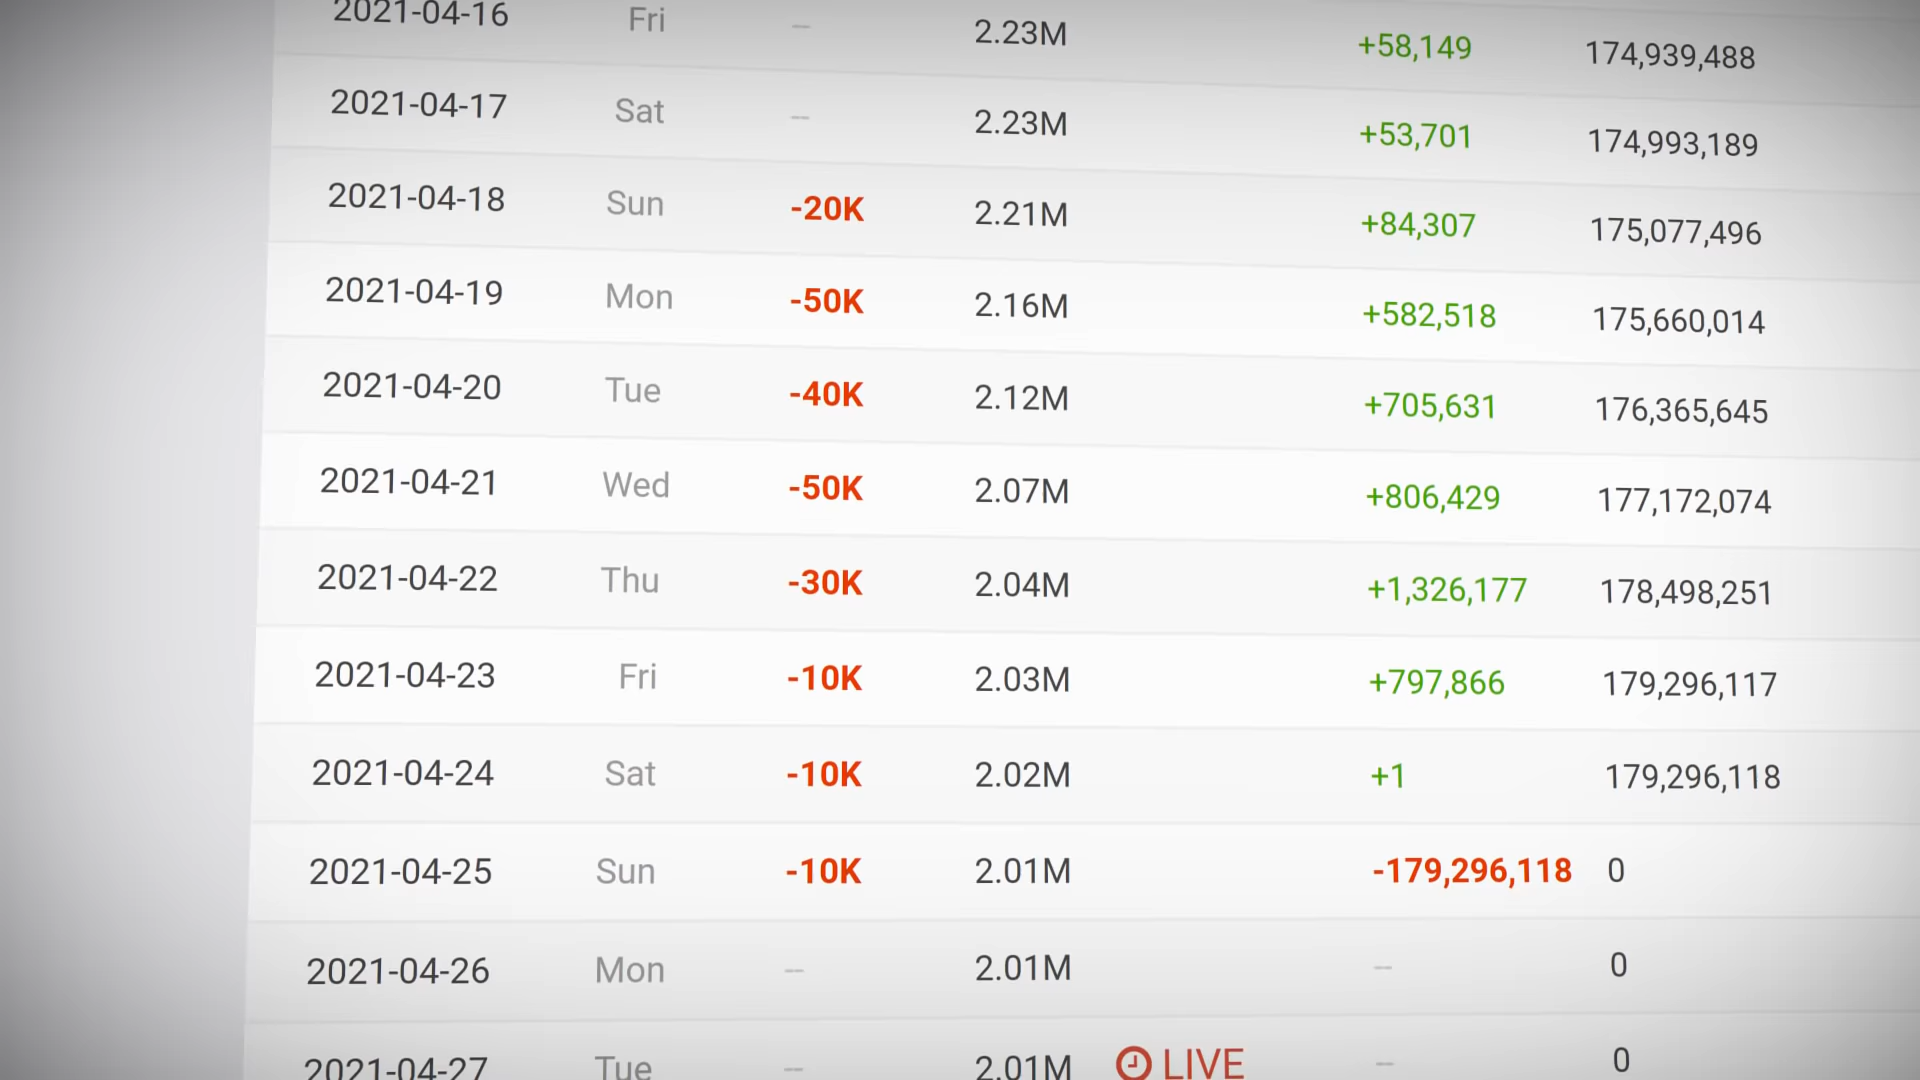 2021-04-16 Fri -- 2.23M +58,149 174,939,488
2021-04-17 Sat -- 2.23M +53,701 174,993,189
2021-04-18 Sun -20K 2.21M +84,307 175,077,496
2021-04-19 Mon -50K 2.16M +582,518 175,660,014
2021-04-20 Tue -40K 2.12M +705,631 176,365,645
2021-04-21 Wed -50K 2.07M +806,429 177,172,074
2021-04-22 Thu -30K 2.04M +1,326,177 178,498,251
2021-04-23 Fri -10K 2.03M +797,866 179,296,117
2021-04-24 Sat -10K 2.02M +1 179,296,118
2021-04-25 Sun -10K 2.01M -179,296,118 0
2021-04-26 Mon -- 2.01M -- 0
2021-04-27 Tue -- 2.01M LIVE -- 0